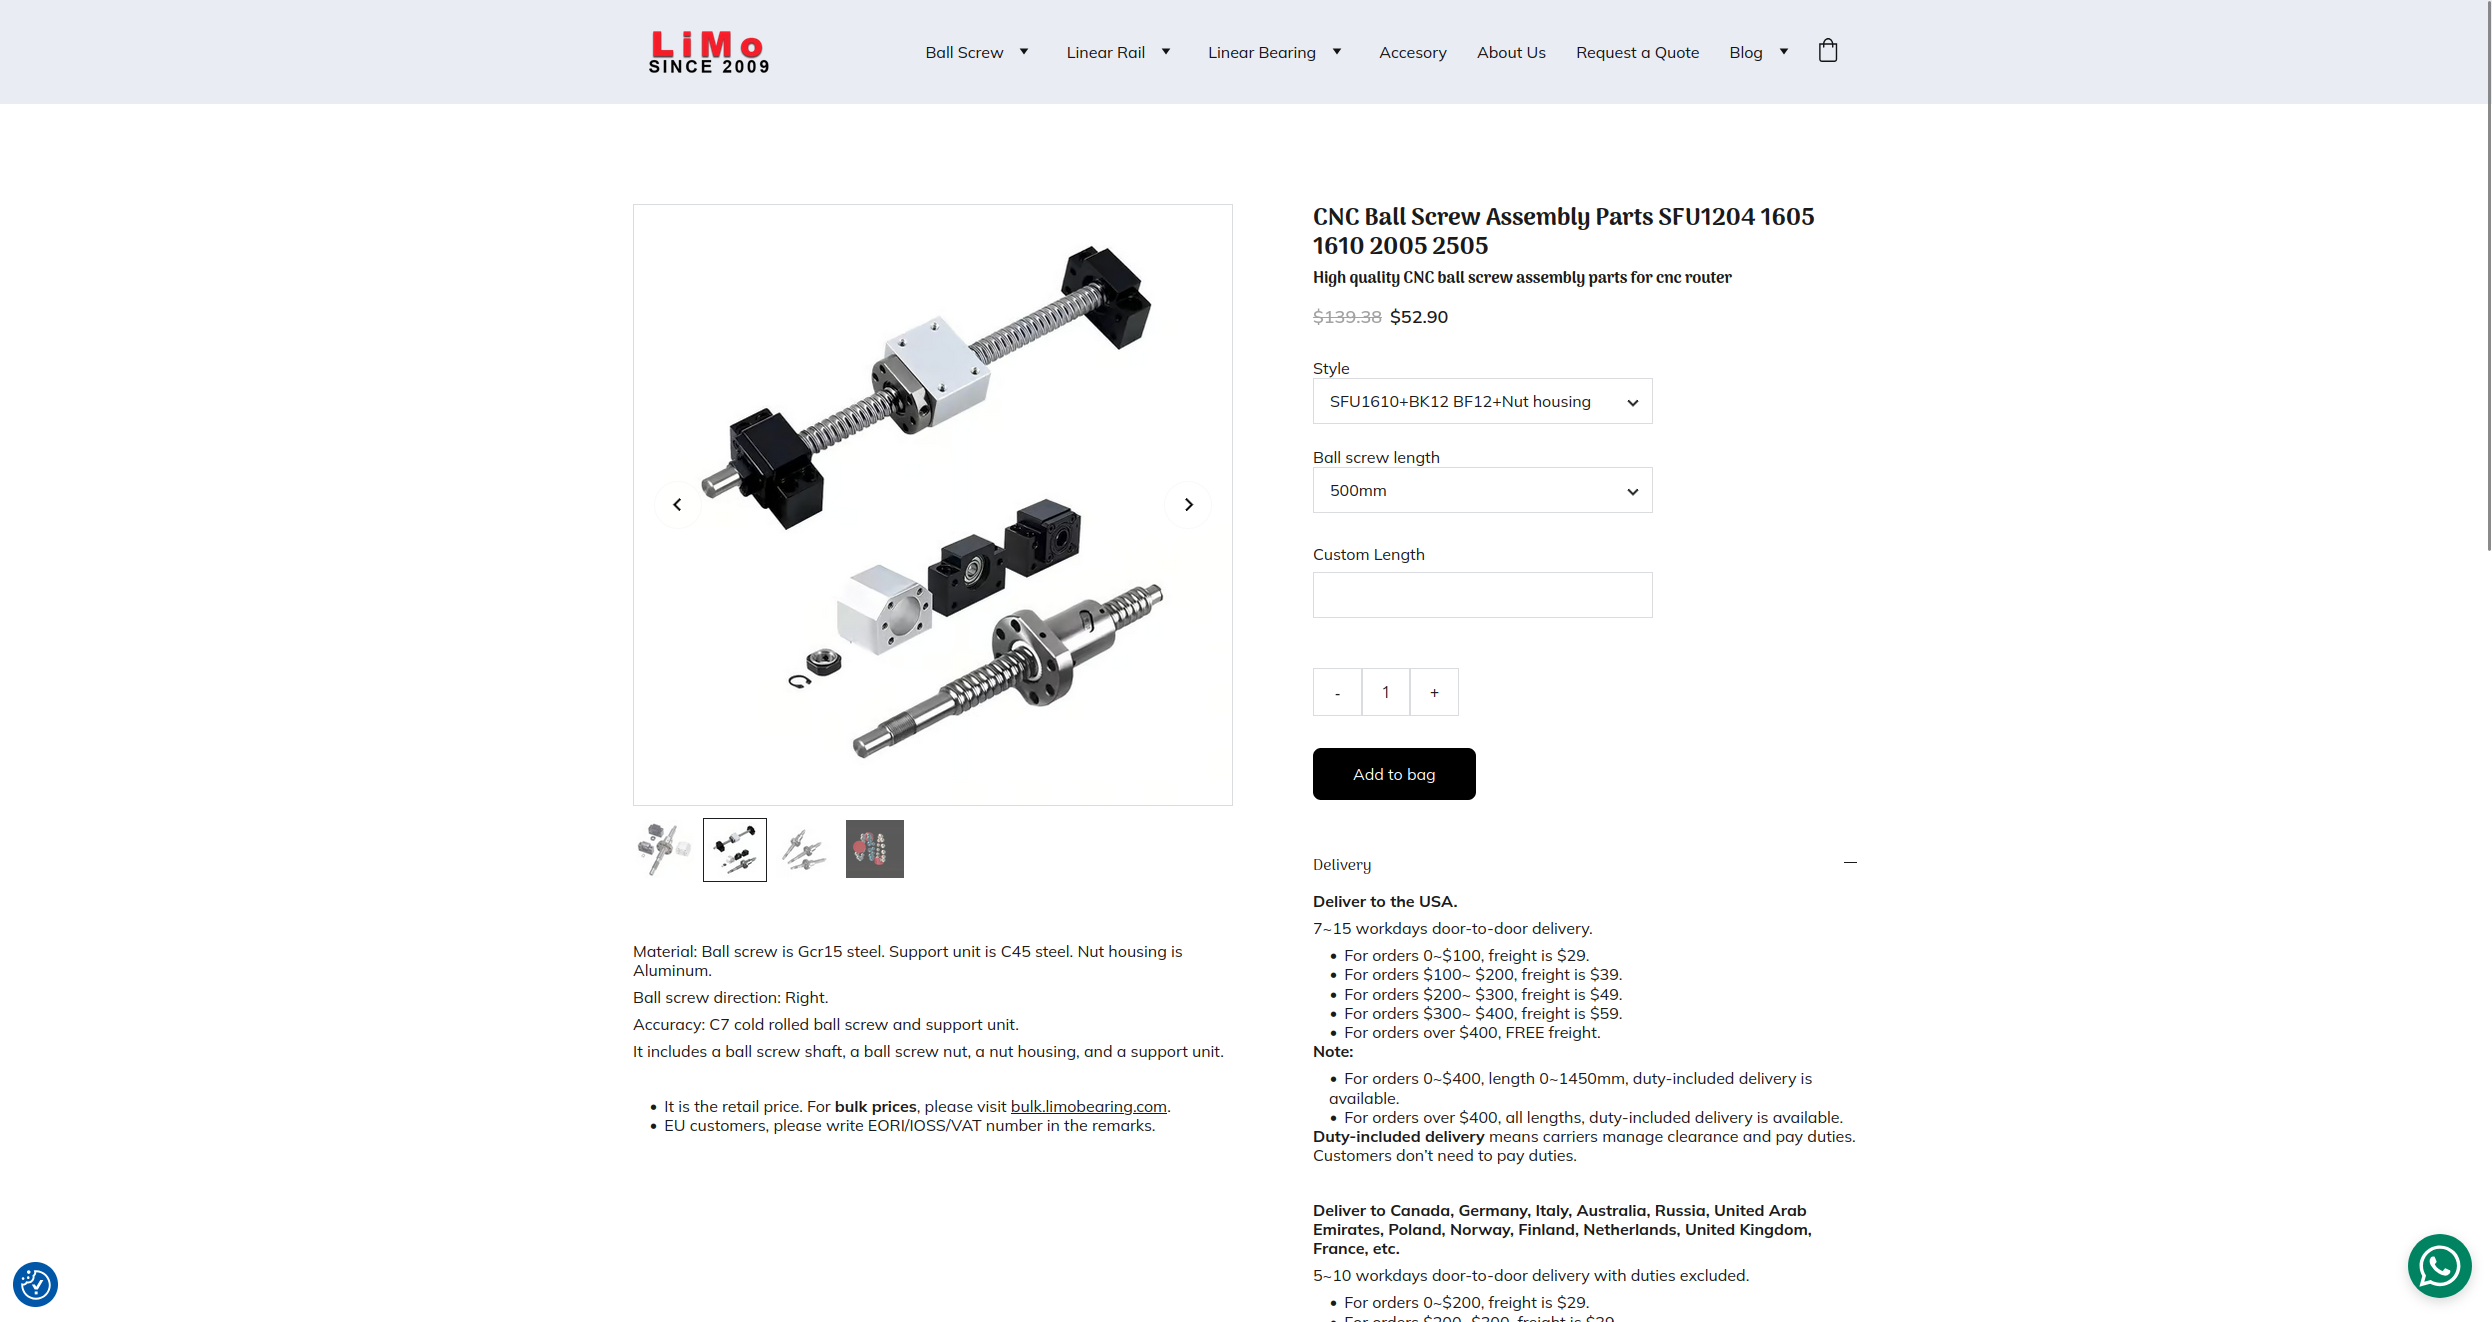 LiMo
SINCE 2009
Ball Screw
Linear Rail
Linear Bearing
Accesory
About Us
Request a Quote
Blog
CNC Ball Screw Assembly Parts SFU1204 1605
1610 2005 2505
High quality CNC ball screw assembly parts for cnc router
$139.38 $52.90
Style
SFU1610+BK12 BF12+Nut housing
Ball screw length
500mm
Custom Length
- 1 +
Add to bag
Delivery
Deliver to the USA.
7~15 workdays door-to-door delivery.
• For orders 0~$100, freight is $29.
• For orders $100~ $200, freight is $39.
• For orders $200~ $300, freight is $49.
• For orders $300~ $400, freight is $59.
• For orders over $400, FREE freight.
Note:
• For orders 0~$400, length 0~1450mm, duty-included delivery is
available.
• For orders over $400, all lengths, duty-included delivery is available.
Duty-included delivery means carriers manage clearance and pay duties.
Customers don't need to pay duties.
Deliver to Canada, Germany, Italy, Australia, Russia, United Arab
Emirates, Poland, Norway, Finland, Netherlands, United Kingdom,
France, etc.
5~10 workdays door-to-door delivery with duties excluded.
• For orders 0~$200, freight is $29.
• For orders $200~$300, freight is $39.
Material: Ball screw is Gcr15 steel. Support unit is C45 steel. Nut housing is
Aluminum.
Ball screw direction: Right.
Accuracy: C7 cold rolled ball screw and support unit.
It includes a ball screw shaft, a ball screw nut, a nut housing, and a support unit.
• It is the retail price. For bulk prices, please visit bulk.limobearing.com.
• EU customers, please write EORI/IOSS/VAT number in the remarks.